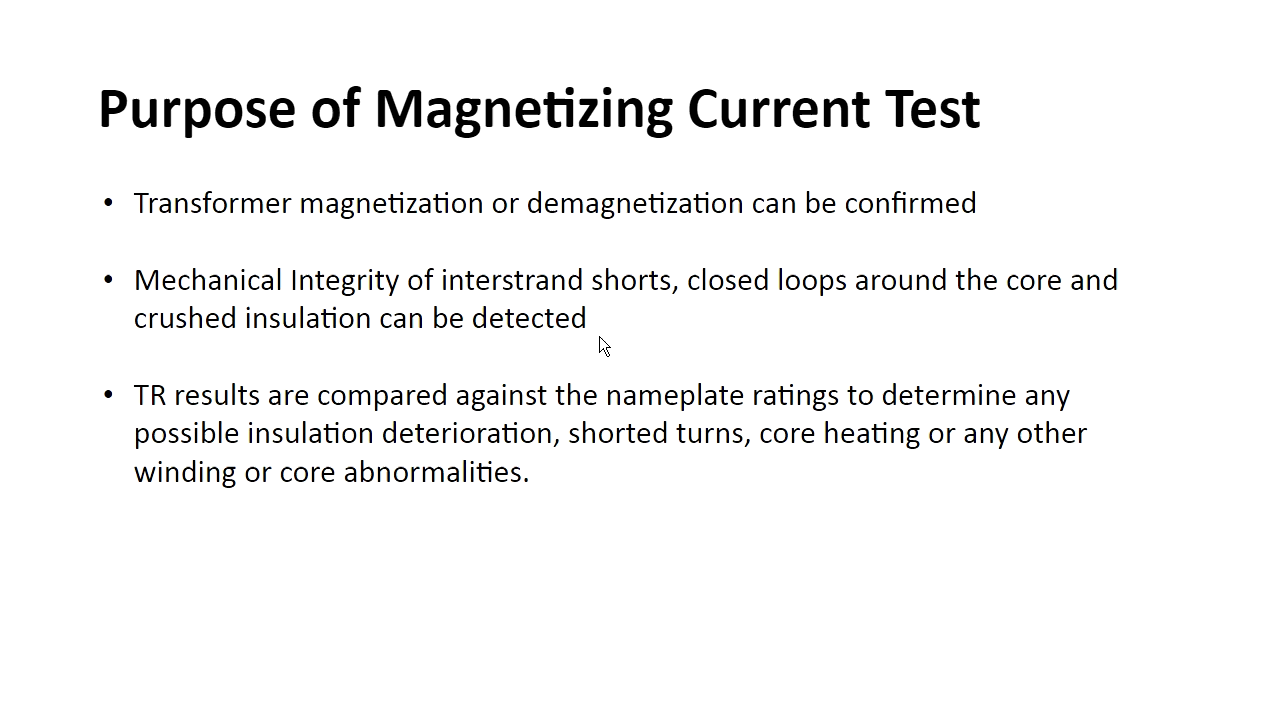 Purpose of Magnetizing Current Test
• Transformer magnetization or demagnetization can be confirmed
• Mechanical Integrity of interstrand shorts, closed loops around the core and
crushed insulation can be detected
• TR results are compared against the nameplate ratings to determine any
possible insulation deterioration, shorted turns, core heating or any other
winding or core abnormalities.